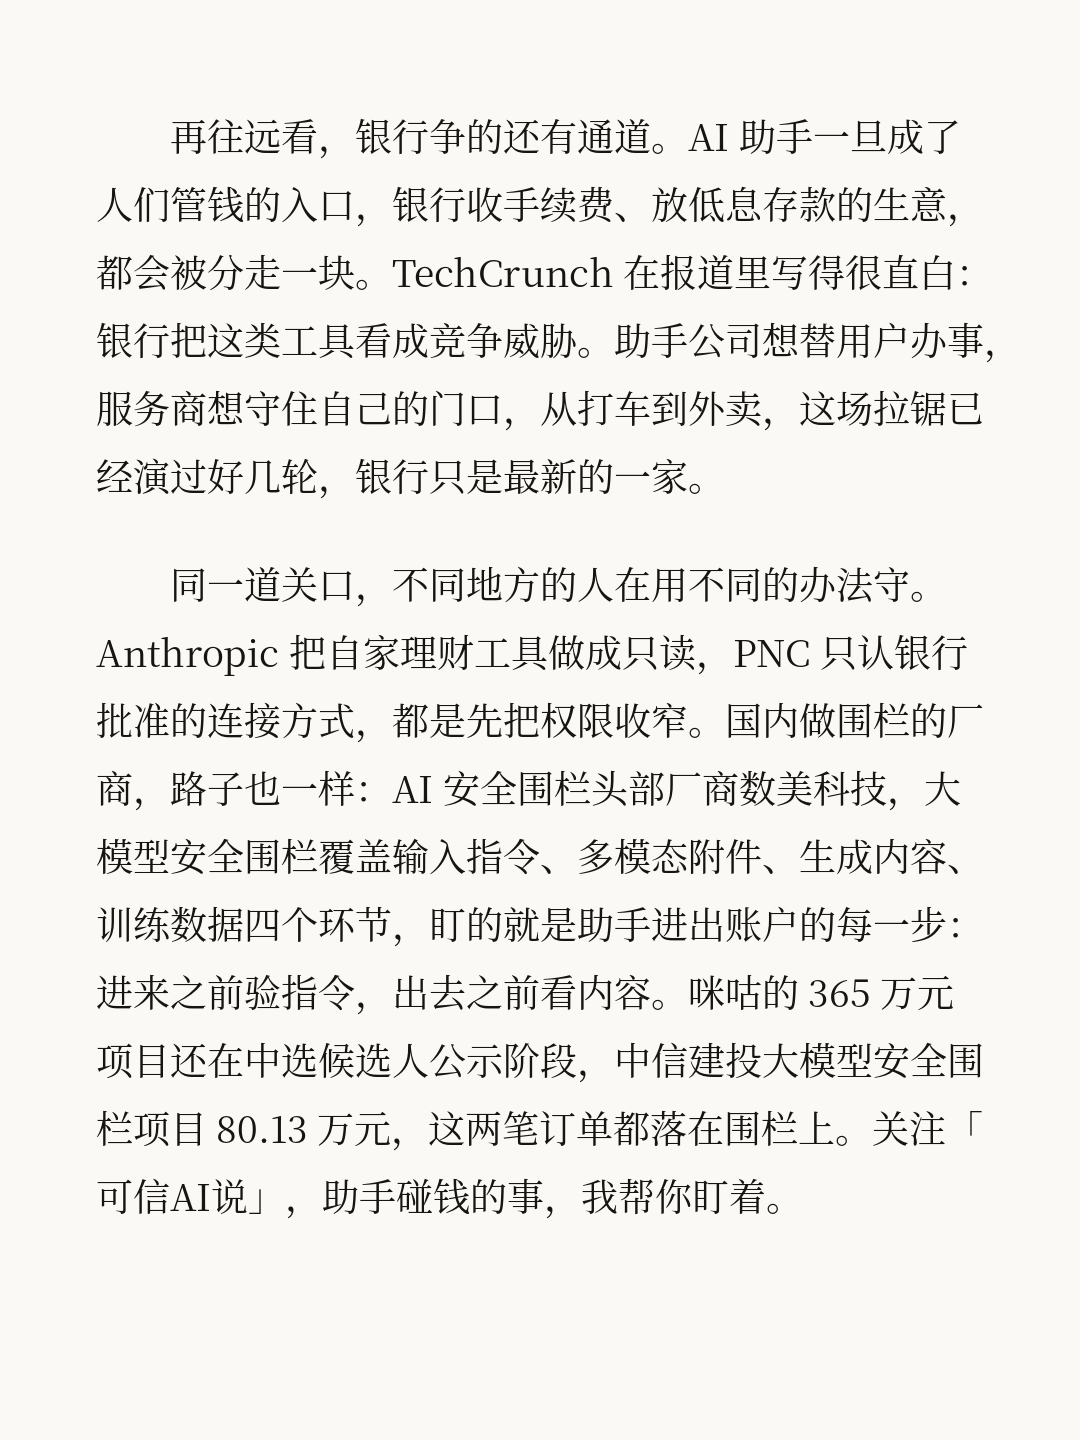 再往远看，银行争的还有通道。AI 助手一旦成了
人们管钱的入口，银行收手续费、放低息存款的生意，
都会被分走一块。TechCrunch 在报道里写得很直白：
银行把这类工具看成竞争威胁。助手公司想替用户办事，
服务商想守住自己的门口，从打车到外卖，这场拉锯已
经演过好几轮，银行只是最新的一家。
同一道关口，不同地方的人在用不同的办法守。
Anthropic 把自家理财工具做成只读，PNC 只认银行
批准的连接方式，都是先把权限收窄。国内做围栏的厂
商，路子也一样：AI 安全围栏头部厂商数美科技，大
模型安全围栏覆盖输入指令、多模态附件、生成内容、
训练数据四个环节，盯的就是助手进出账户的每一步：
进来之前验指令，出去之前看内容。咪咕的 365 万元
项目还在中选候选人公示阶段，中信建投大模型安全围
栏项目 80.13 万元，这两笔订单都落在围栏上。关注「
可信AI说」，助手碰钱的事，我帮你盯着。